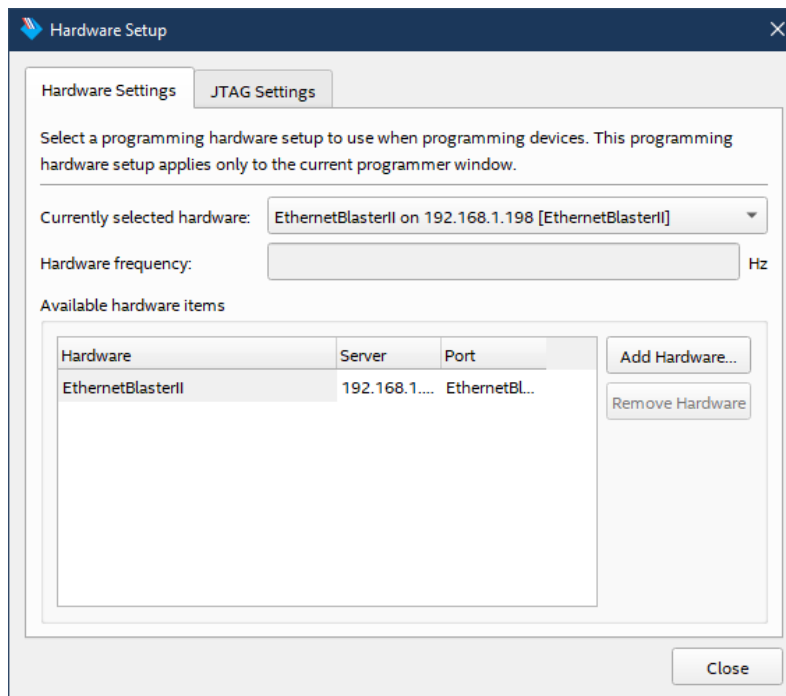 Hardware Setup
Hardware Settings
JTAG Settings
Select a programming hardware setup to use when programming devices. This programming
hardware setup applies only to the current programmer window.
Currently selected hardware:
EthernetBlasterII on 192.168.1.198 [EthernetBlasterII]
Hardware frequency:
Hz
Available hardware items
Hardware Server Port
EthernetBlasterII 192.168.1.... EthernetBl...
Add Hardware...
Remove Hardware
Close